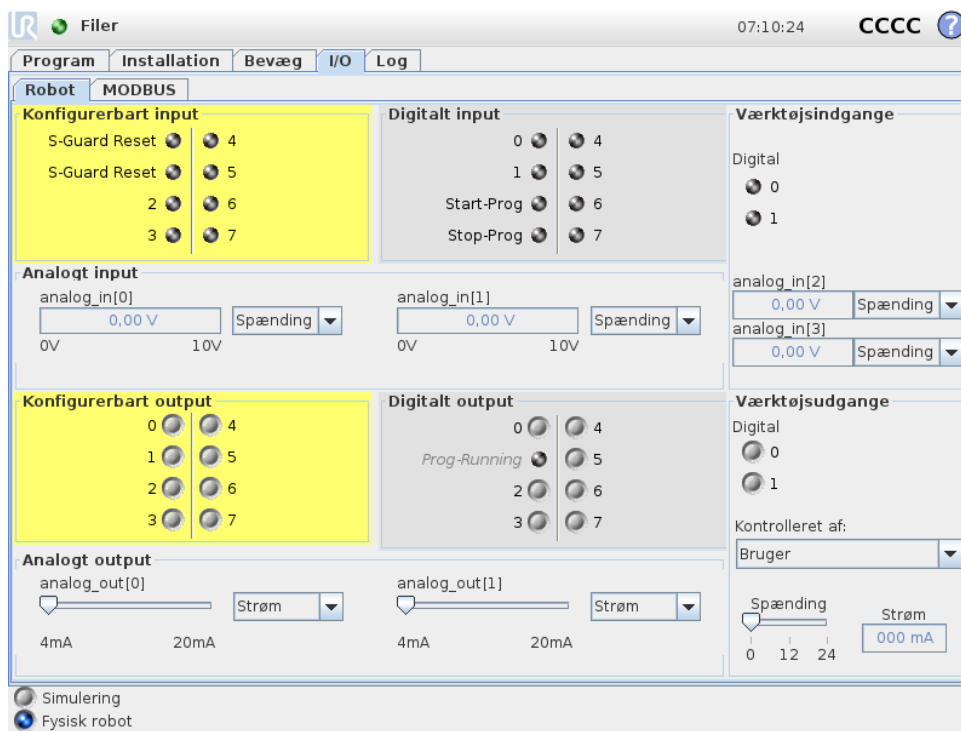 UR Filer 07:10:24 CCCC ?
Program Installation Bevæg I/O Log
Robot MODBUS
Konfigurerbart input
S-Guard Reset 4
S-Guard Reset 5
2 6
3 7
Digitalt input
0 4
1 5
Start-Prog 6
Stop-Prog 7
Værktøjsindgange
Digital
0
1
Analogt input
analog_in[0]
0,00 V Spænding
0V 10V
analog_in[1]
0,00 V Spænding
0V 10V
analog_in[2]
0,00 V Spænding
analog_in[3]
0,00 V Spænding
Konfigurerbart output
0 4
1 5
2 6
3 7
Digitalt output
0 4
Prog-Running 5
2 6
3 7
Værktøjsudgange
Digital
0
1
Kontrolleret af:
Bruger
Analogt output
analog_out[0]
Strøm
4mA 20mA
analog_out[1]
Strøm
4mA 20mA
Spænding
0 12 24
Strøm
000 mA
Simulering
Fysisk robot